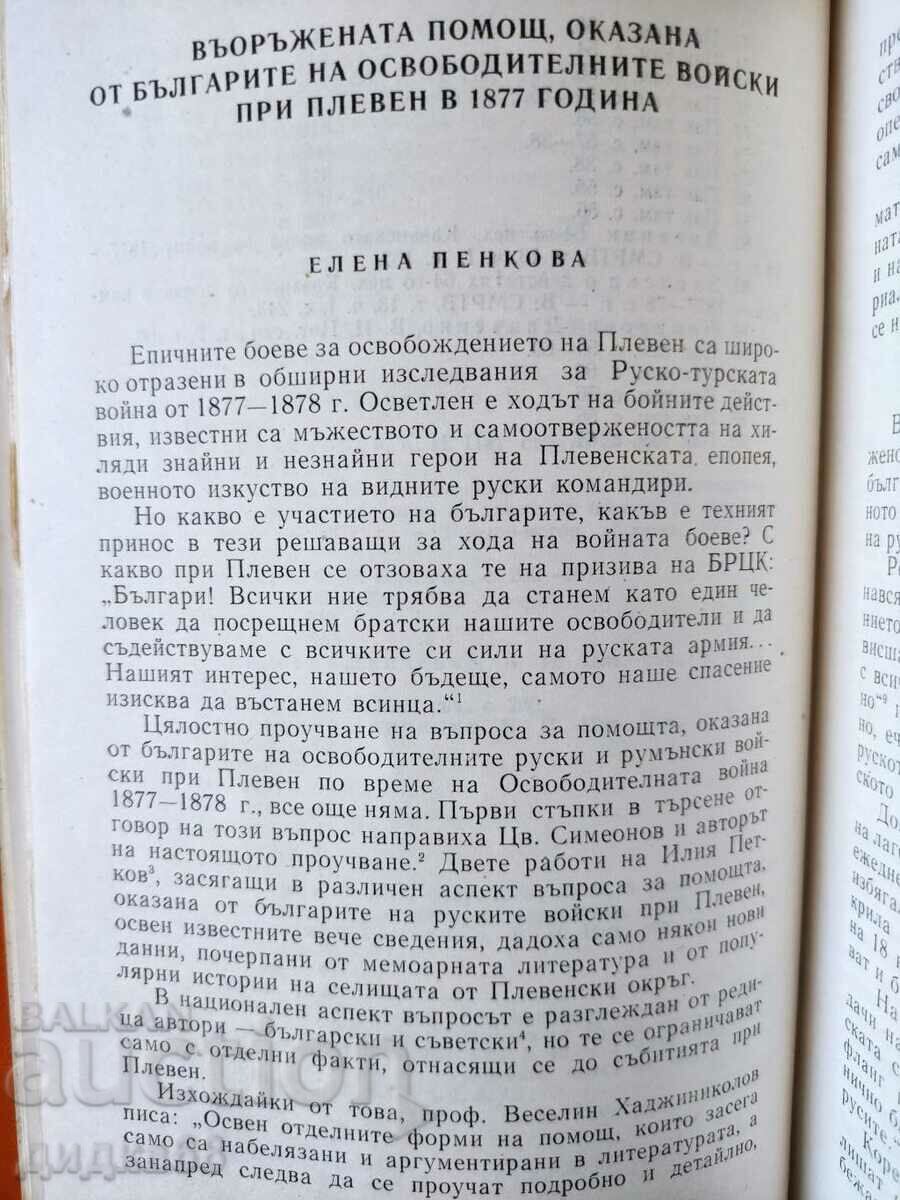 ВЪОРЪЖЕНАТА ПОМОЩ, ОКАЗАНА
ОТ БЪЛГАРИТЕ НА ОСВОБОДИТЕЛНИТЕ ВОЙСКИ
ПРИ ПЛЕВЕН В 1877 ГОДИНА
ЕЛЕНА ПЕНКОВА
Епичните боеве за освобождението на Плевен са широ-
ко отразени в обширни изследвания за Руско-турската
война от 1877—1878 г. Осветлен е ходът на бойните дейст-
вия, известни са мъжеството и самоотвержеността на хи-
ляди знайни и незнайни герои на Плевенската епопея,
военното изкуство на видните руски командири.
Но какво е участието на българите, какъв е техният
принос в тези решаващи за хода на войната боеве? С
какво при Плевен се отзоваха те на призива на БРЦК:
„Българи! Всички ние трябва да станем като един че-
ловек да посрещнем братски нашите освободители и да
съдействуваме с всичките си сили на руската армия...
Нашият интерес, нашето бъдеще, самото наше спасение
изисква да въстанем всинца.“¹
Цялостно проучване на въпроса за помощта, оказана
от българите на освободителните руски и румънски вой-
ски при Плевен по време на Освободителната война
1877—1878 г., все още няма. Първи стъпки в търсене от-
говор на този въпрос направиха Цв. Симеонов и авторът
на настоящото проучване.² Двете работи на Илия Пет-
ков³, засягащи в различен аспект въпроса за помощта,
оказана от българите на руските войски при Плевен,
освен известните вече сведения, дадоха само някои нови
данни, почерпани от мемоарната литература и от попу-
лярни истории на селищата от Плевенски окръг.
В национален аспект въпросът е разглеждан от реди-
ца автори — български и съветски⁴, но те се ограничават
само с отделни факти, отнасящи се до събитията при
Плевен.
Изхождайки от това, проф. Веселин Хаджиниколов
писа: „Освен отделните форми на помощ, които засега
само са набелязани и аргументирани в литературата, а
занапред следва да се проучат подробно и детайлно,
BALKAN
auction